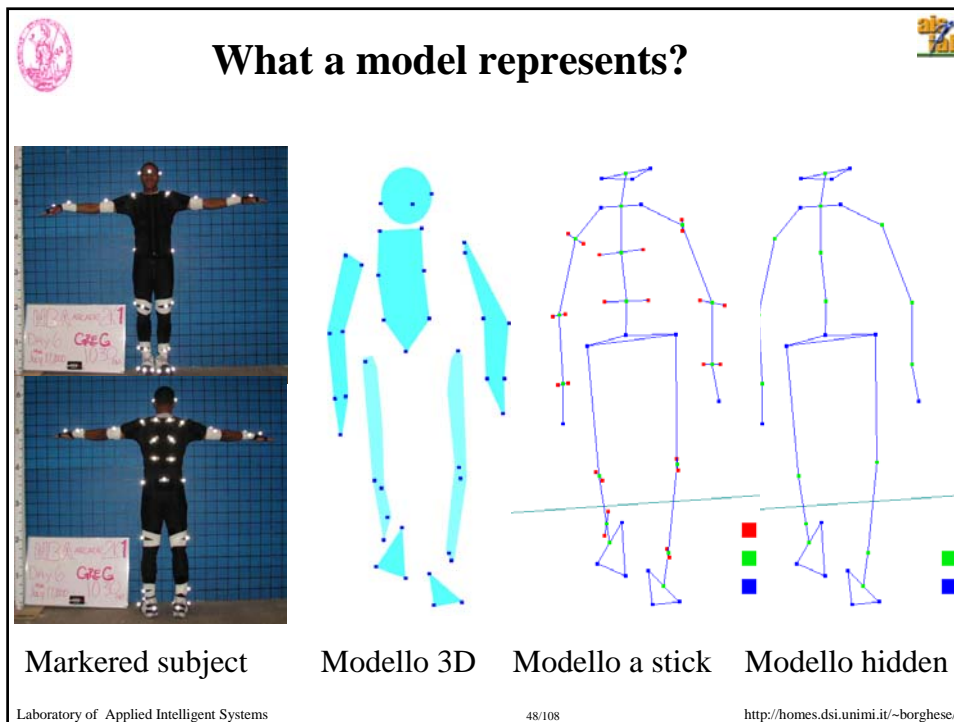 What a model represents?
GREG
GREG
Markered subject
Modello 3D
Modello a stick
Modello hidden
Laboratory of Applied Intelligent Systems
48/108
http://homes.dsi.unimi.it/~borghese/